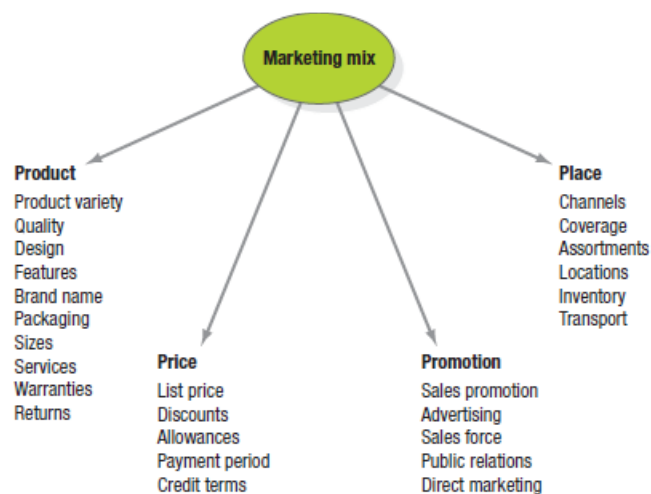 Marketing mix
Product
Product variety
Quality
Design
Features
Brand name
Packaging
Sizes
Services
Warranties
Returns
Price
List price
Discounts
Allowances
Payment period
Credit terms
Promotion
Sales promotion
Advertising
Sales force
Public relations
Direct marketing
Place
Channels
Coverage
Assortments
Locations
Inventory
Transport